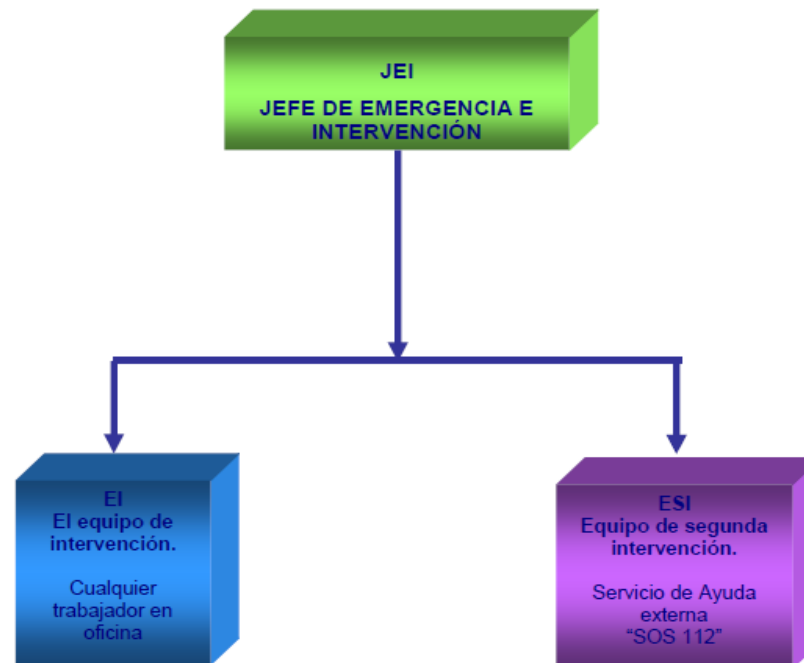 JEI
JEFE DE EMERGENCIA E
INTERVENCIÓN
EI
El equipo de
intervención.
Cualquier
trabajador en
oficina
ESI
Equipo de segunda
intervención.
Servicio de Ayuda
externa
“SOS 112”